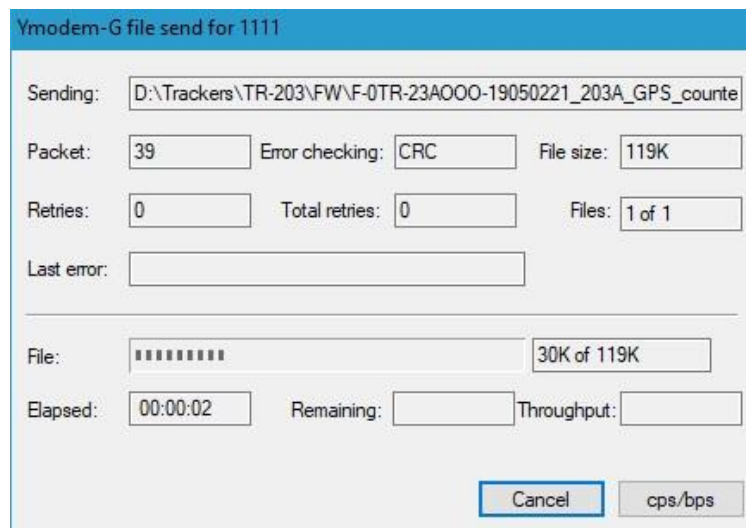 Ymodem-G file send for 1111
Sending: D:\Trackers\TR-203\FW\F-0TR-23AOOO-19050221_203A_GPS_counte
Packet: 39 Error checking: CRC File size: 119K
Retries: 0 Total retries: 0 Files: 1 of 1
Last error:
File: 30K of 119K
Elapsed: 00:00:02 Remaining: Throughput:
Cancel cps/bps